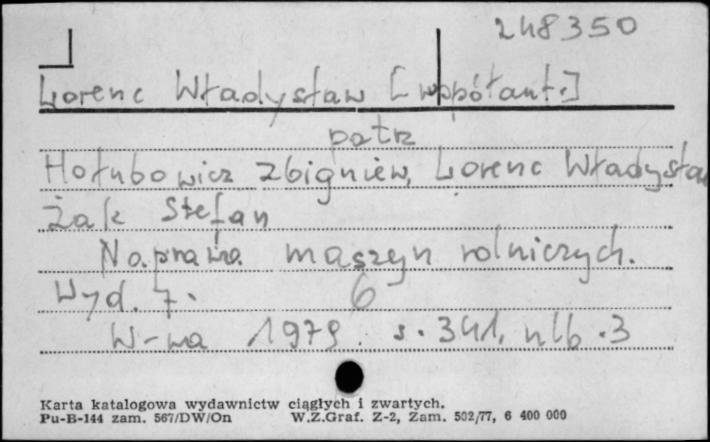 248350
Lorenc Władysław [współaut.]
patrz
Hołubowicz Zbigniew, Lorenc Władysław
Żak Stefan
Naprawa maszyn rolniczych.
Wyd. 7. 6
W-wa 1979. s. 341, nlb. 3
Karta katalogowa wydawnictw ciągłych i zwartych.
Pu-B-144 zam. 567/DW/On W.Z.Graf. Z-2, Zam. 502/77, 6 400 000